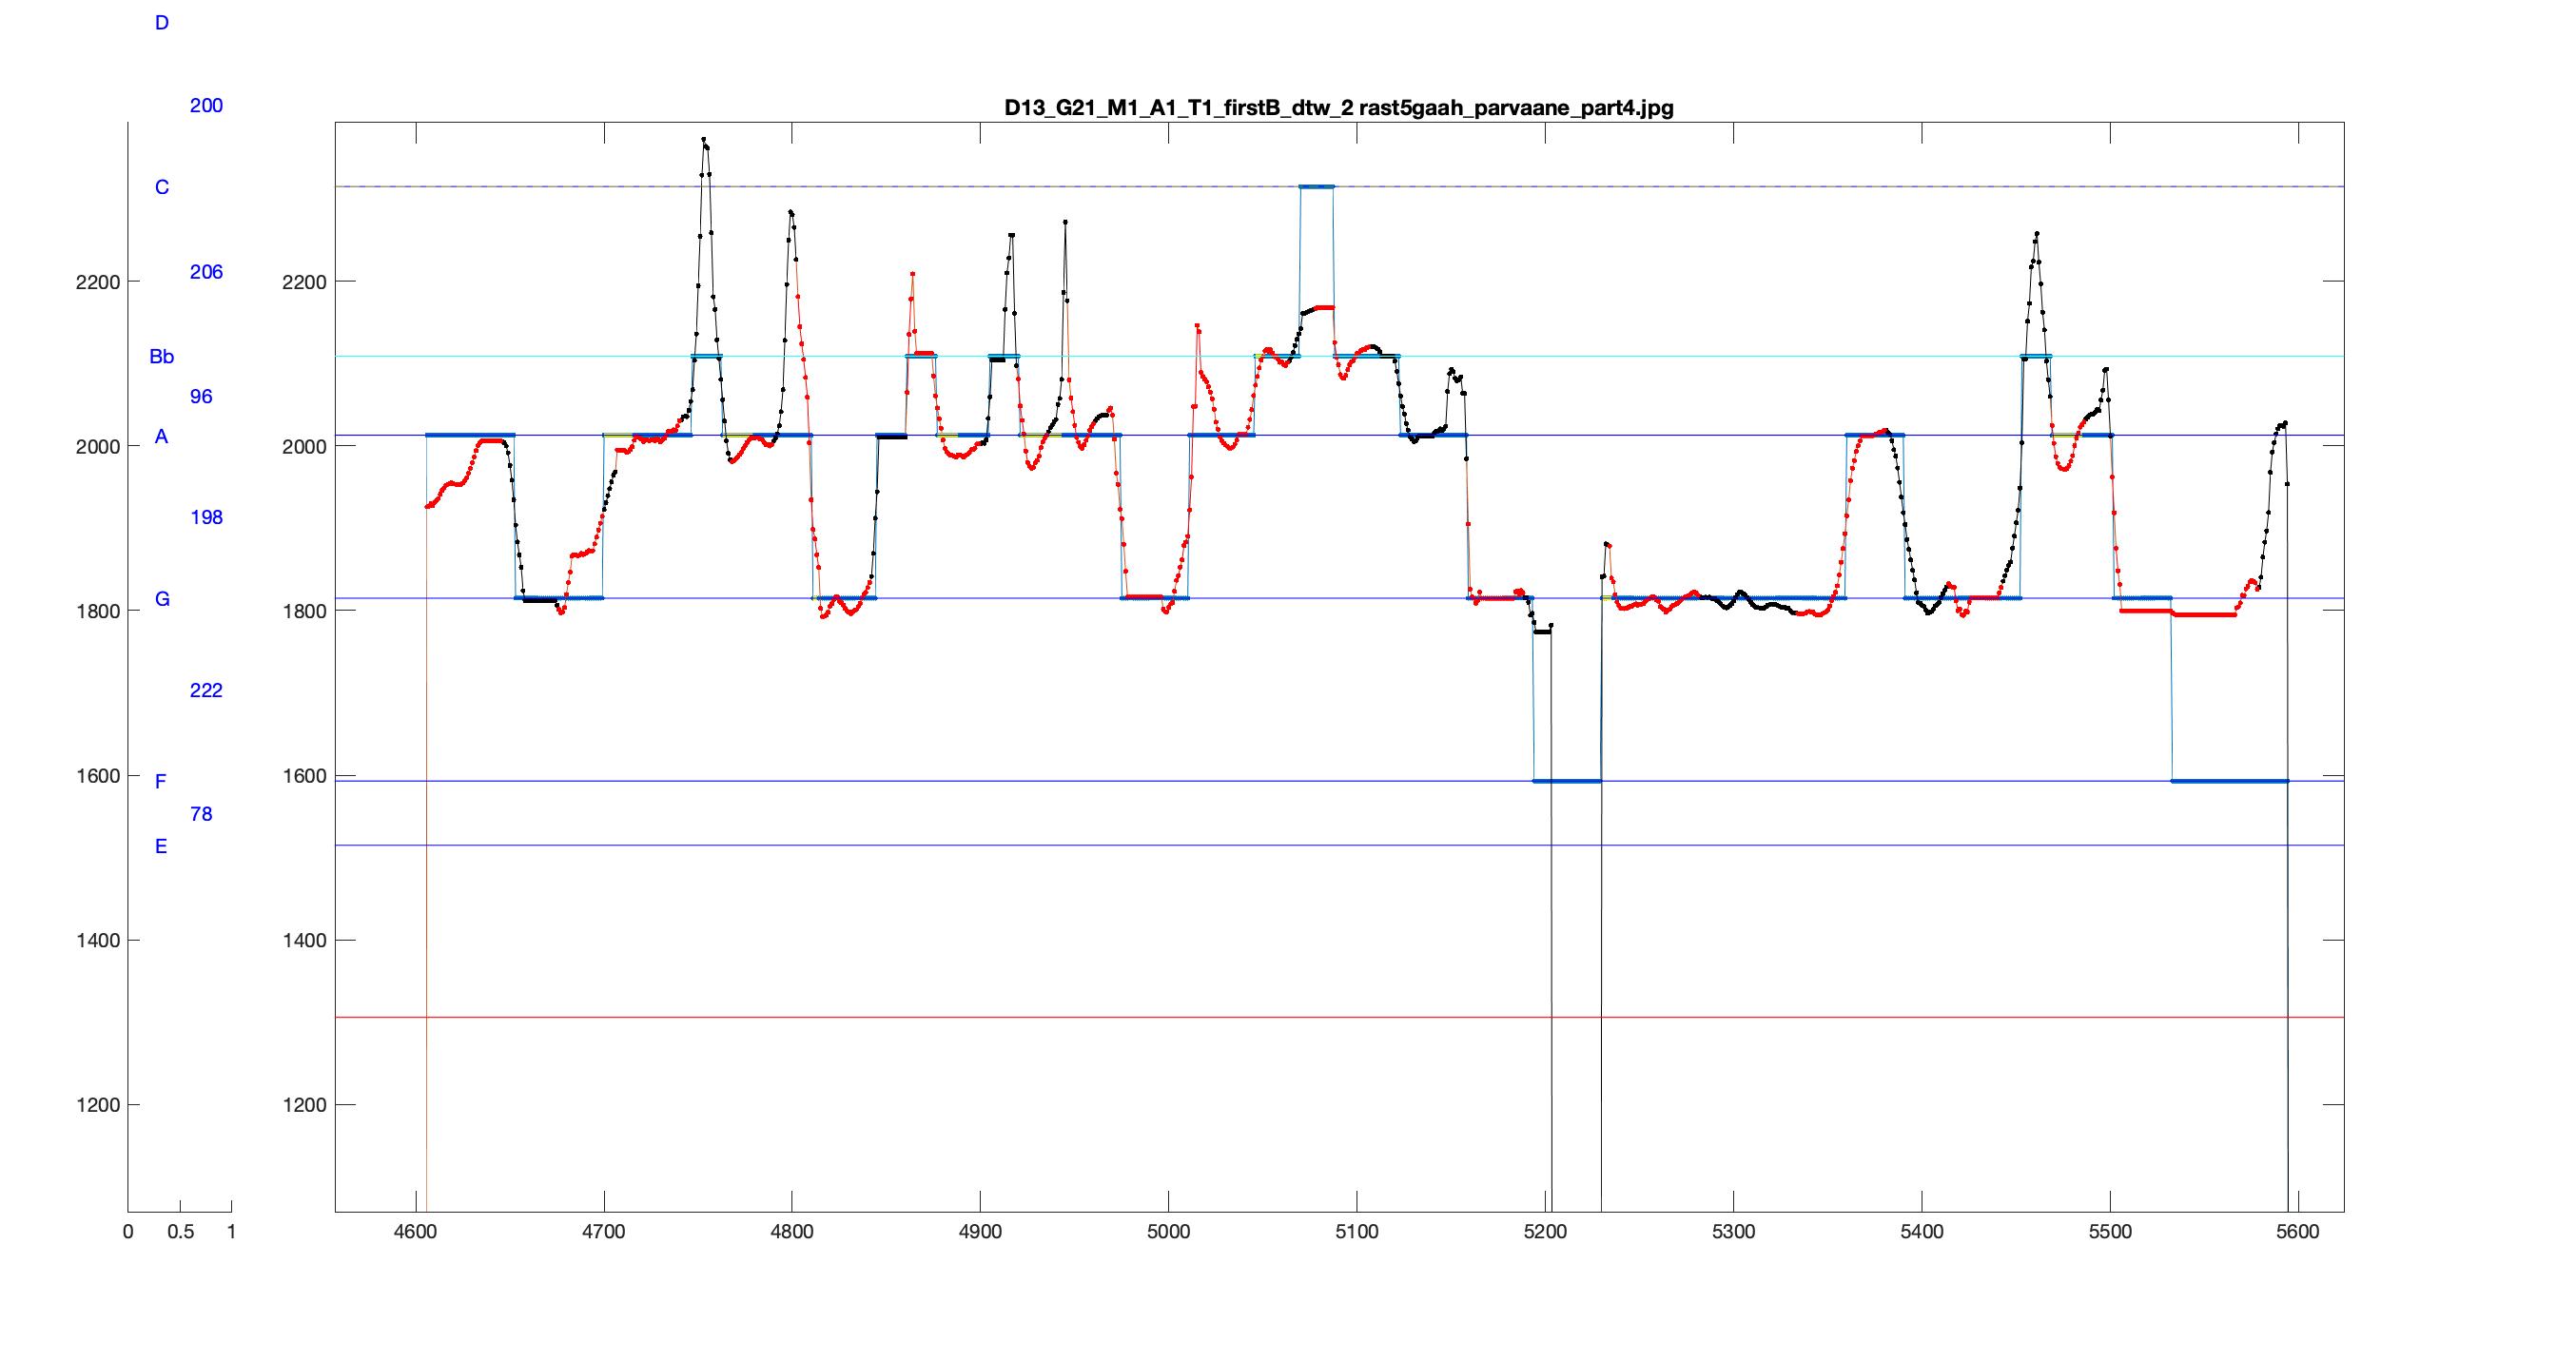 D
200
D13_G21_M1_A1_T1_firstB_dtw_2 rast5gaah_parvaane_part4.jpg
C
206
2200 2200
Bb
96
A
2000 2000
198
G
1800 1800
222
1600 F 1600
78
E
1400 1400
1200 1200
0 0.5 1 4600 4700 4800 4900 5000 5100 5200 5300 5400 5500 5600